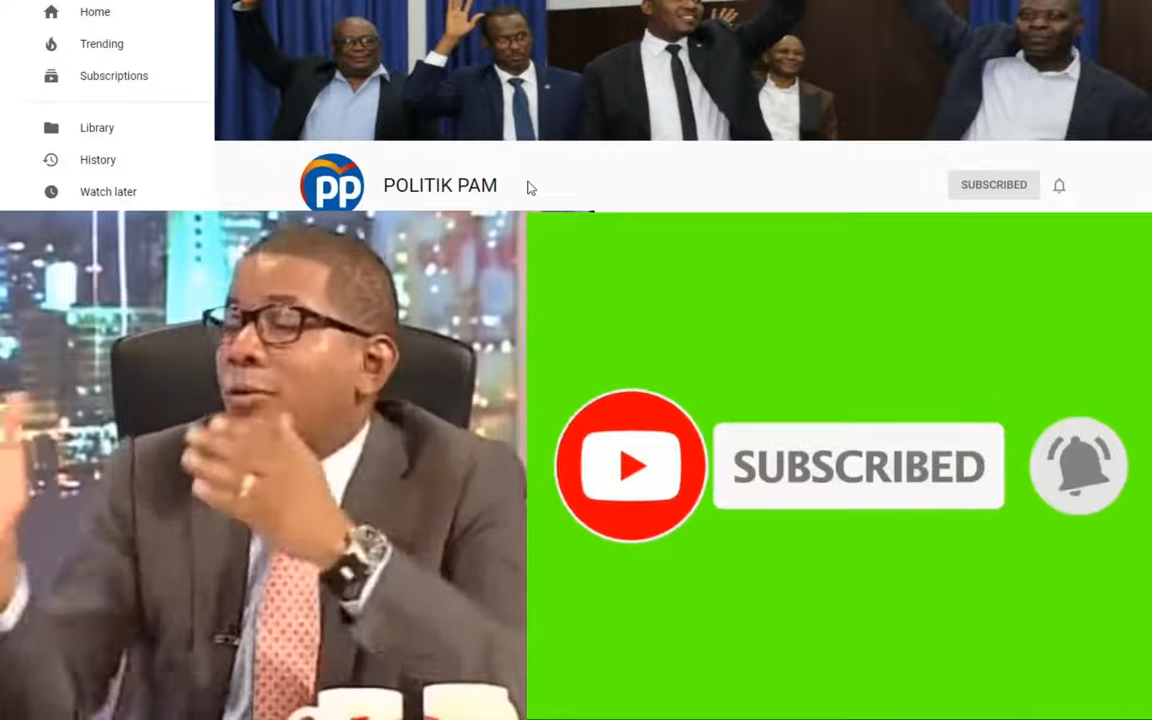 Home
Trending
Subscriptions
Library
History
Watch later
pp
POLITIK PAM
SUBSCRIBED
SUBSCRIBED